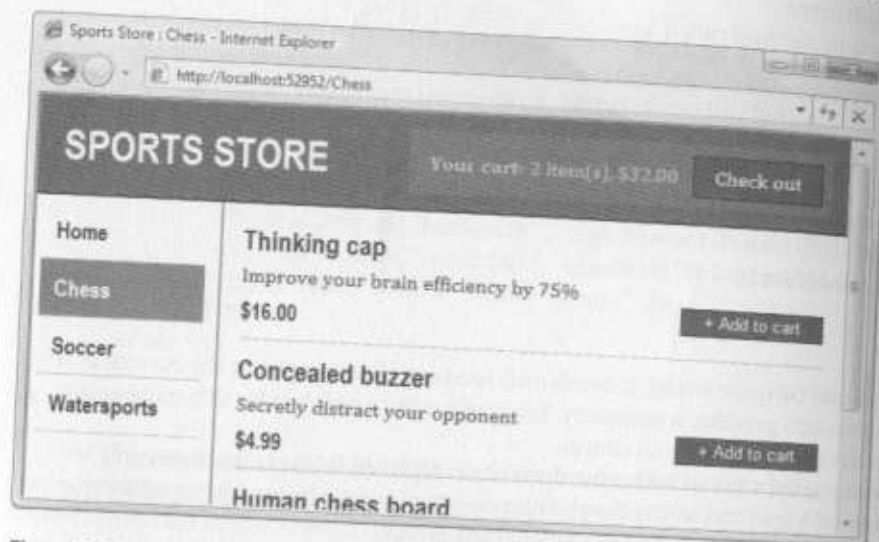 Sports Store : Chess - Internet Explorer
http://localhost:52952/Chess
SPORTS STORE
Your cart: 2 item(s), $32.00
Check out
Home
Chess
Soccer
Watersports
Thinking cap
Improve your brain efficiency by 75%
$16.00
+ Add to cart
Concealed buzzer
Secretly distract your opponent
$4.99
+ Add to cart
Human chess board